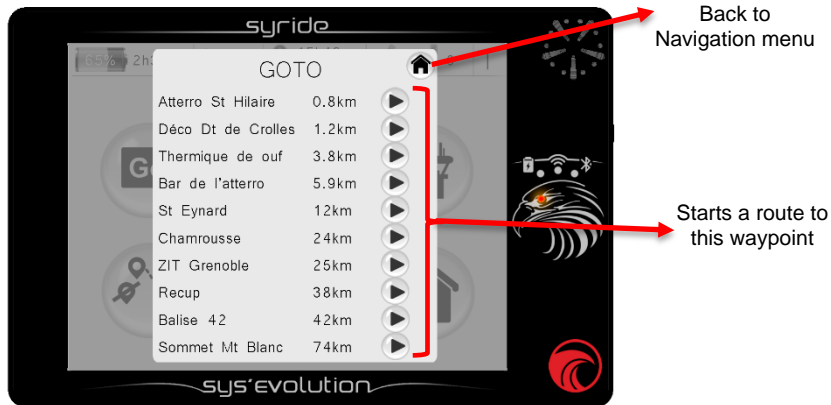 syride
Back to
Navigation menu
65%
GOTO
Atterro St Hilaire 0.8km
Déco Dt de Crolles 1.2km
Thermique de ouf 3.8km
Bar de l'atterro 5.9km
St Eynard 12km
Chamrousse 24km
ZIT Grenoble 25km
Recup 38km
Balise 42 42km
Sommet Mt Blanc 74km
Starts a route to
this waypoint
sys'evolution